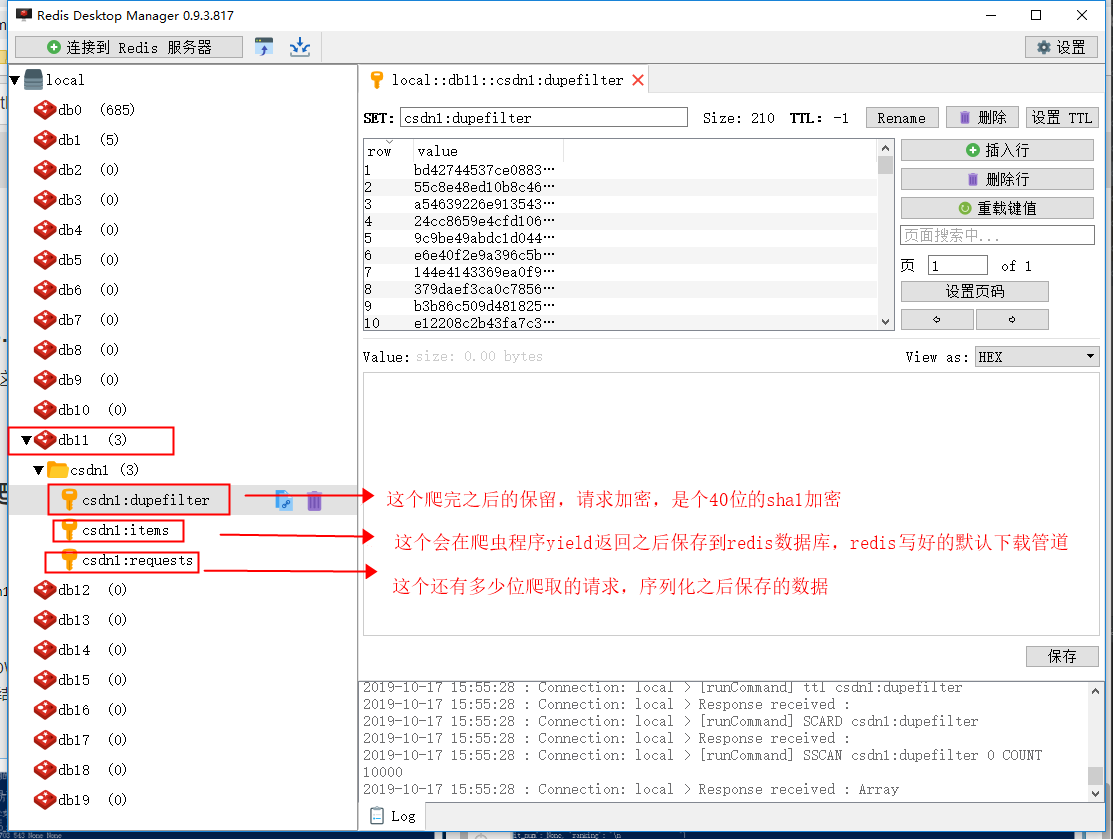 Redis Desktop Manager 0.9.3.817
连接到 Redis 服务器
设置
local
db0 (685)
db1 (5)
db2 (0)
db3 (0)
db4 (0)
db5 (0)
db6 (0)
db7 (0)
db8 (0)
db9 (0)
db10 (0)
db11 (3)
csdn1 (3)
csdn1:dupefilter
csdn1:items
csdn1:requests
db12 (0)
db13 (0)
db14 (0)
db15 (0)
db16 (0)
db17 (0)
db18 (0)
db19 (0)
local::db11::csdn1:dupefilter
SET: csdn1:dupefilter Size: 210 TTL: -1 Rename 删除 设置 TTL
row value
1 bd42744537ce0883…
2 55c8e48ed10b8c46…
3 a54639226e913543…
4 24cc8659e4cfd106…
5 9c9be49abdc1d044…
6 e6e40f2e9a396c5b…
7 144e4143369ea0f9…
8 379daef3ca0c7856…
9 b3b86c509d481825…
10 e12208c2b43fa7c3…
插入行
删除行
重载键值
页面搜索中...
页 1 of 1
设置页码
Value: size: 0.00 bytes
View as: HEX
这个爬完之后的保留，请求加密，是个40位的sha1加密
这个会在爬虫程序yield返回之后保存到redis数据库，redis写好的默认下载管道
这个还有多少位爬取的请求，序列化之后保存的数据
保存
2019-10-17 15:55:28 : Connection: local > [runCommand] ttl csdn1:dupefilter
2019-10-17 15:55:28 : Connection: local > Response received :
2019-10-17 15:55:28 : Connection: local > [runCommand] SCARD csdn1:dupefilter
2019-10-17 15:55:28 : Connection: local > Response received :
2019-10-17 15:55:28 : Connection: local > [runCommand] SSCAN csdn1:dupefilter 0 COUNT
10000
2019-10-17 15:55:28 : Connection: local > Response received : Array
Log